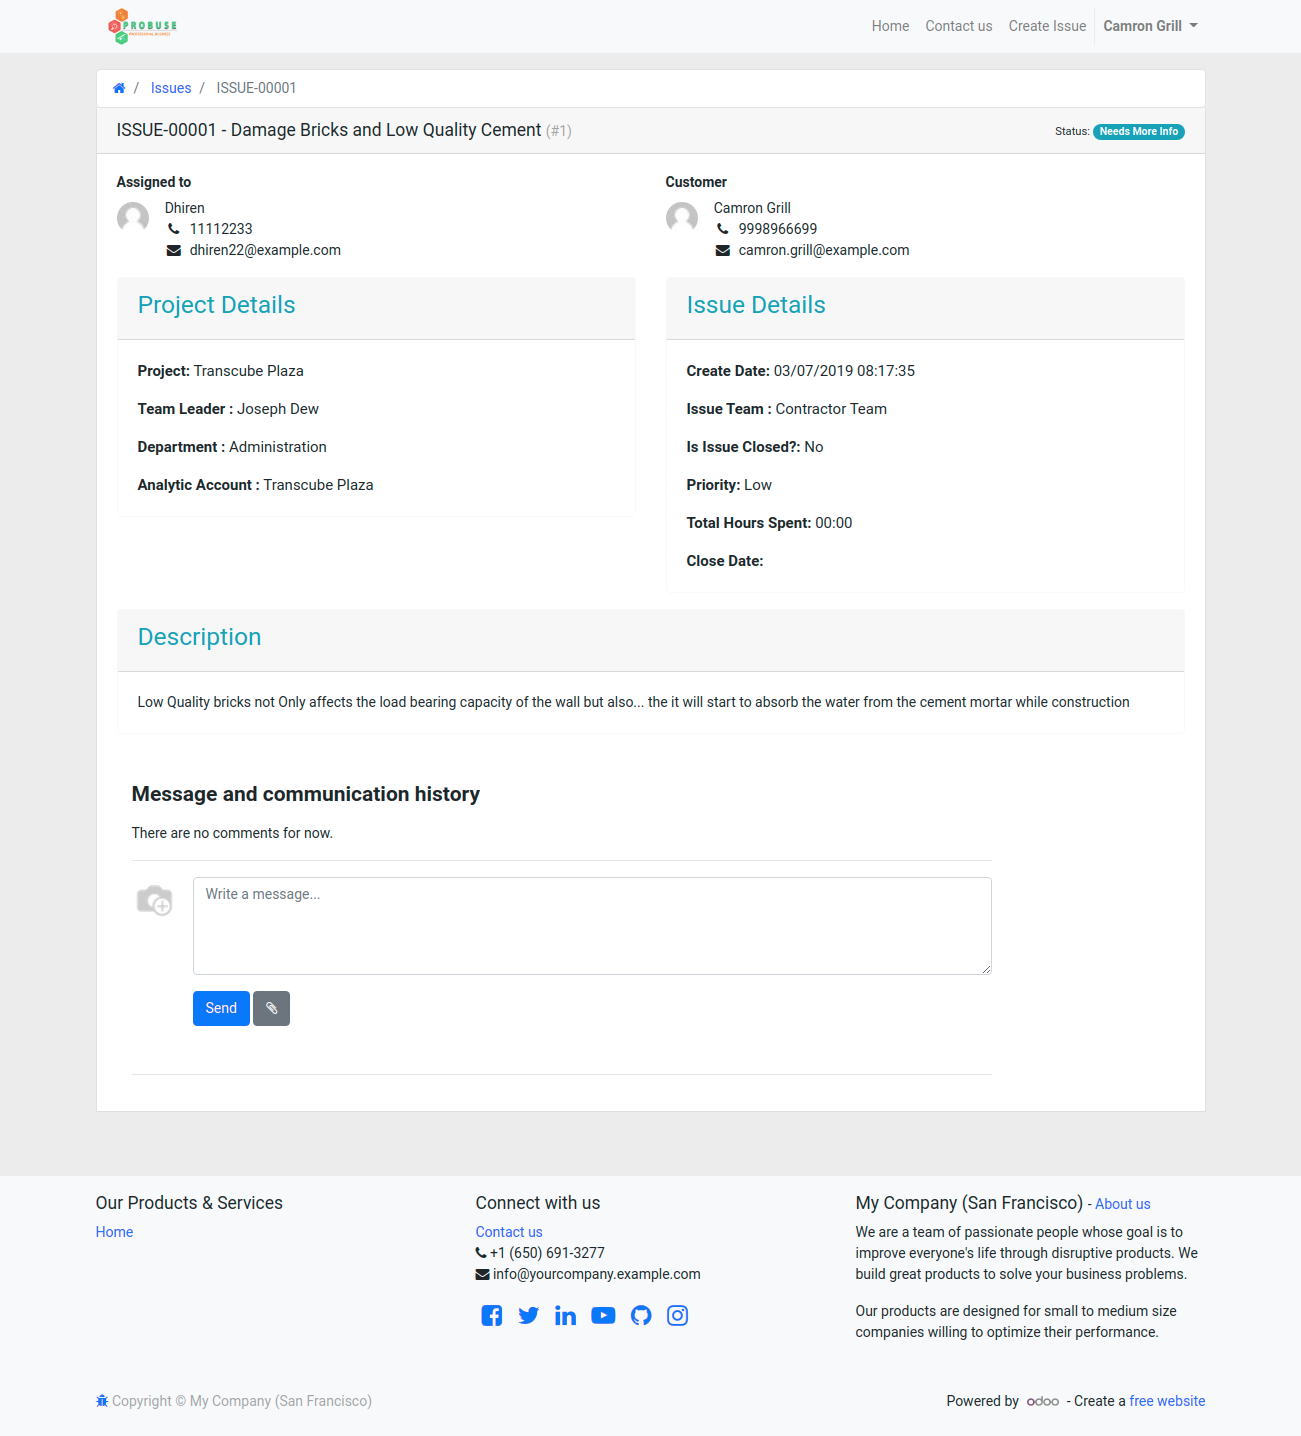 PROBUSE
Home Contact us Create Issue Camron Grill
/ Issues / ISSUE-00001
ISSUE-00001 - Damage Bricks and Low Quality Cement (#1) Status: Needs More Info
Assigned to
Dhiren
11112233
dhiren22@example.com
Customer
Camron Grill
9998966699
camron.grill@example.com
Project Details
Project: Transcube Plaza
Team Leader : Joseph Dew
Department : Administration
Analytic Account : Transcube Plaza
Issue Details
Create Date: 03/07/2019 08:17:35
Issue Team : Contractor Team
Is Issue Closed?: No
Priority: Low
Total Hours Spent: 00:00
Close Date:
Description
Low Quality bricks not Only affects the load bearing capacity of the wall but also... the it will start to absorb the water from the cement mortar while construction
Message and communication history
There are no comments for now.
Write a message...
Send
Our Products & Services
Home
Connect with us
Contact us
+1 (650) 691-3277
info@yourcompany.example.com
My Company (San Francisco) - About us
We are a team of passionate people whose goal is to
improve everyone's life through disruptive products. We
build great products to solve your business problems.
Our products are designed for small to medium size
companies willing to optimize their performance.
Copyright © My Company (San Francisco)
Powered by odoo - Create a free website